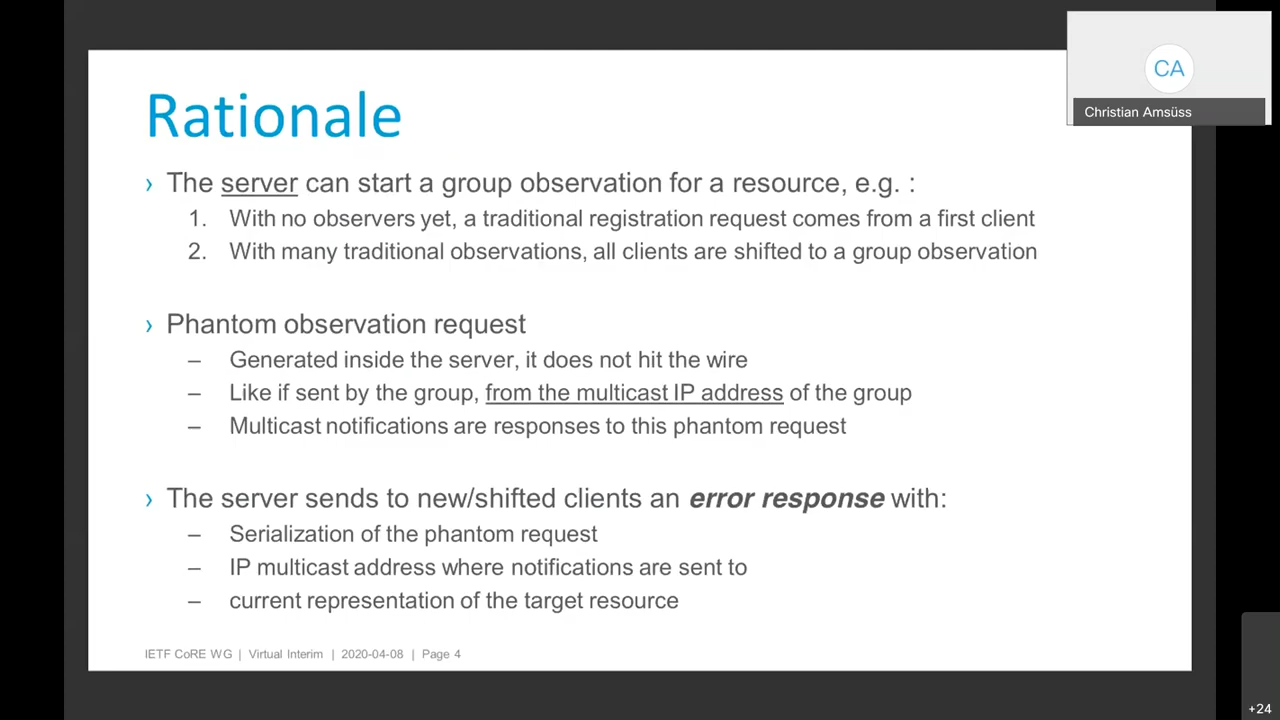 CA
Christian Amsüss
Rationale
› The server can start a group observation for a resource, e.g. :
1. With no observers yet, a traditional registration request comes from a first client
2. With many traditional observations, all clients are shifted to a group observation
› Phantom observation request
– Generated inside the server, it does not hit the wire
– Like if sent by the group, from the multicast IP address of the group
– Multicast notifications are responses to this phantom request
› The server sends to new/shifted clients an error response with:
– Serialization of the phantom request
– IP multicast address where notifications are sent to
– current representation of the target resource
IETF CoRE WG | Virtual Interim | 2020-04-08 | Page 4
+24